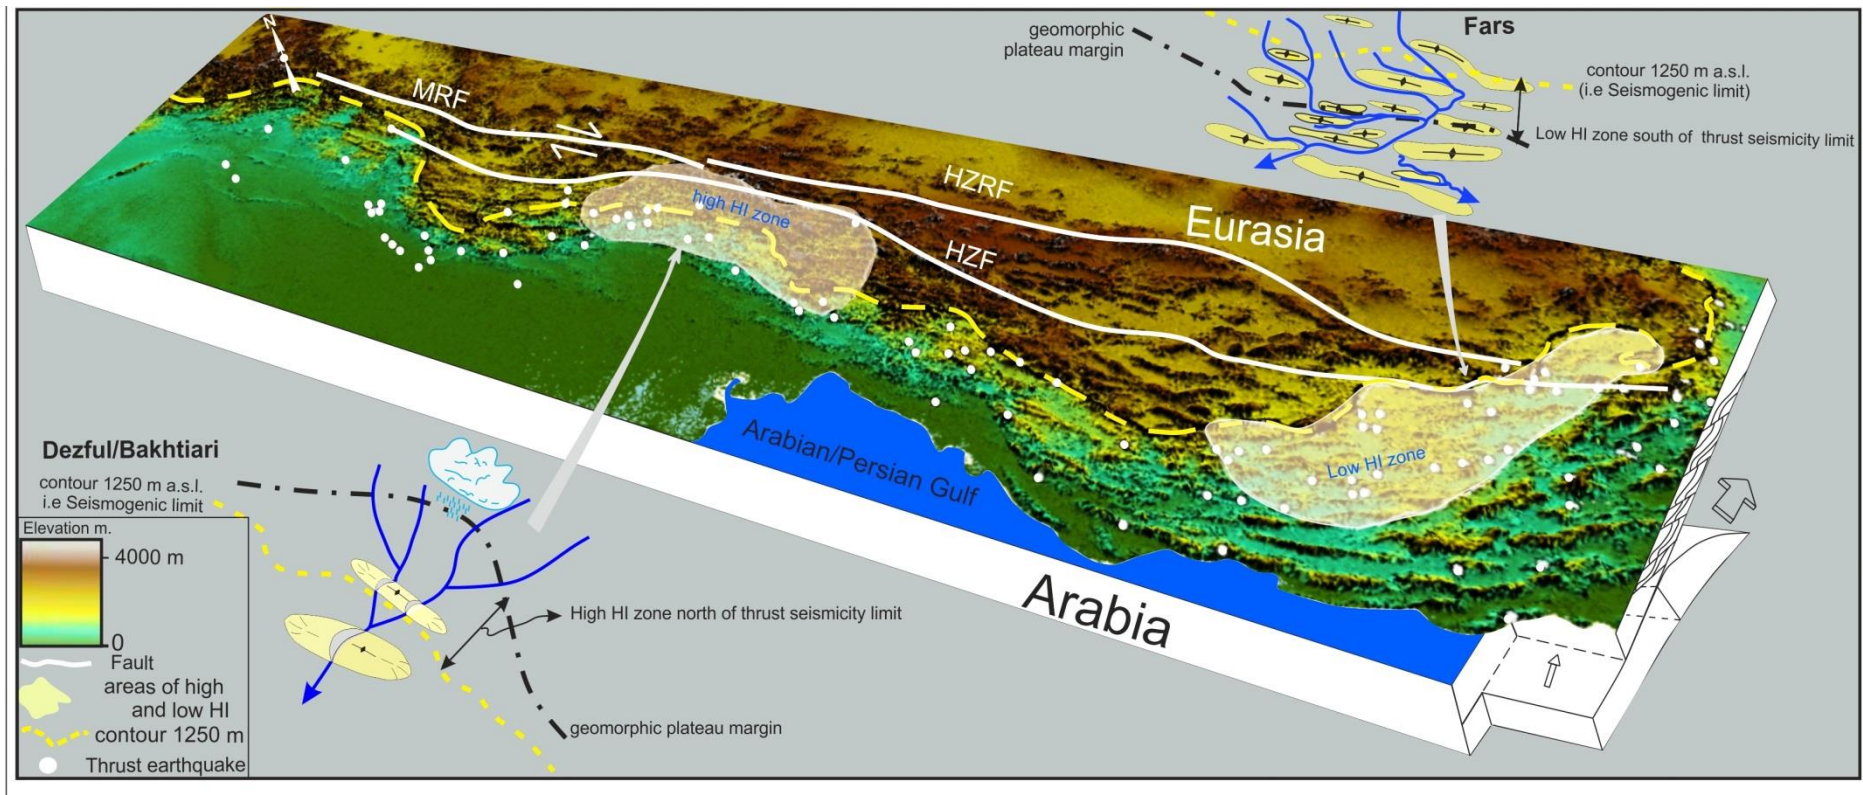 N
MRF
HZRF
HZF
Eurasia
high HI zone
Low HI zone
Arabian/Persian Gulf
Arabia
Fars
geomorphic
plateau margin
contour 1250 m a.s.l.
(i.e Seismogenic limit)
Low HI zone south of thrust seismicity limit
Dezful/Bakhtiari
contour 1250 m a.s.l.
i.e Seismogenic limit
High HI zone north of thrust seismicity limit
geomorphic plateau margin
Elevation m.
4000 m
0
Fault
areas of high
and low HI
contour 1250 m
Thrust earthquake